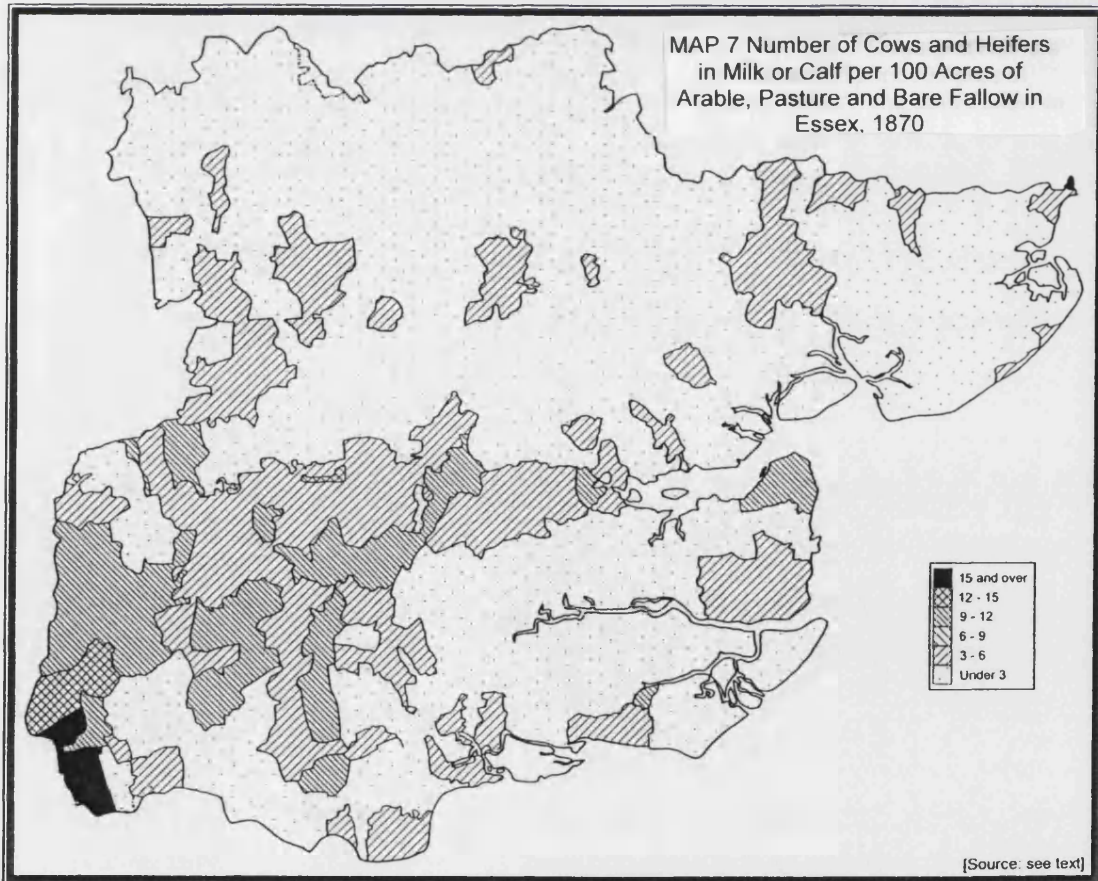 MAP 7 Number of Cows and Heifers
in Milk or Calf per 100 Acres of
Arable, Pasture and Bare Fallow in
Essex, 1870
15 and over
12 - 15
9 - 12
6 - 9
3 - 6
Under 3
[Source: see text]